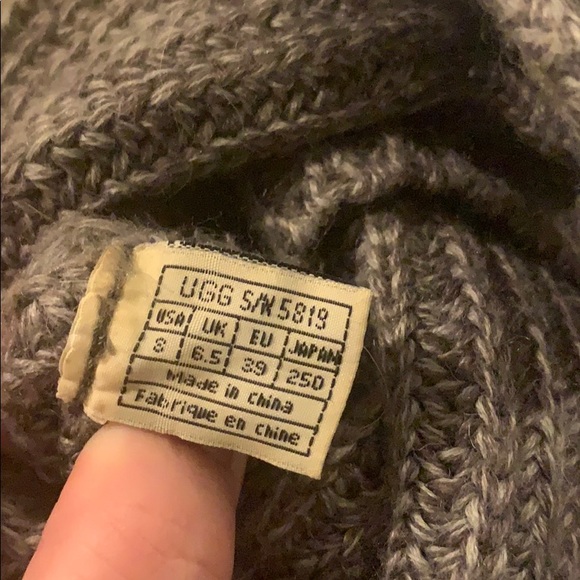 UGG S/N 5819
USA UK EU JAPAN
8 6.5 39 250
Made in china
Fabrique en chine